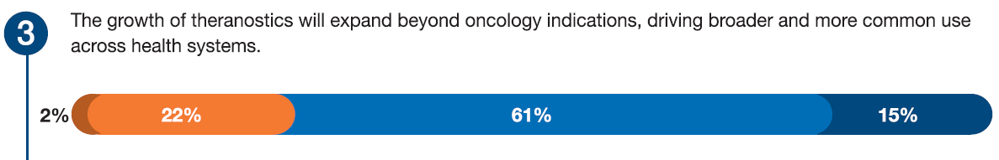 3
The growth of theranostics will expand beyond oncology indications, driving broader and more common use
across health systems.
2% 22% 61% 15%